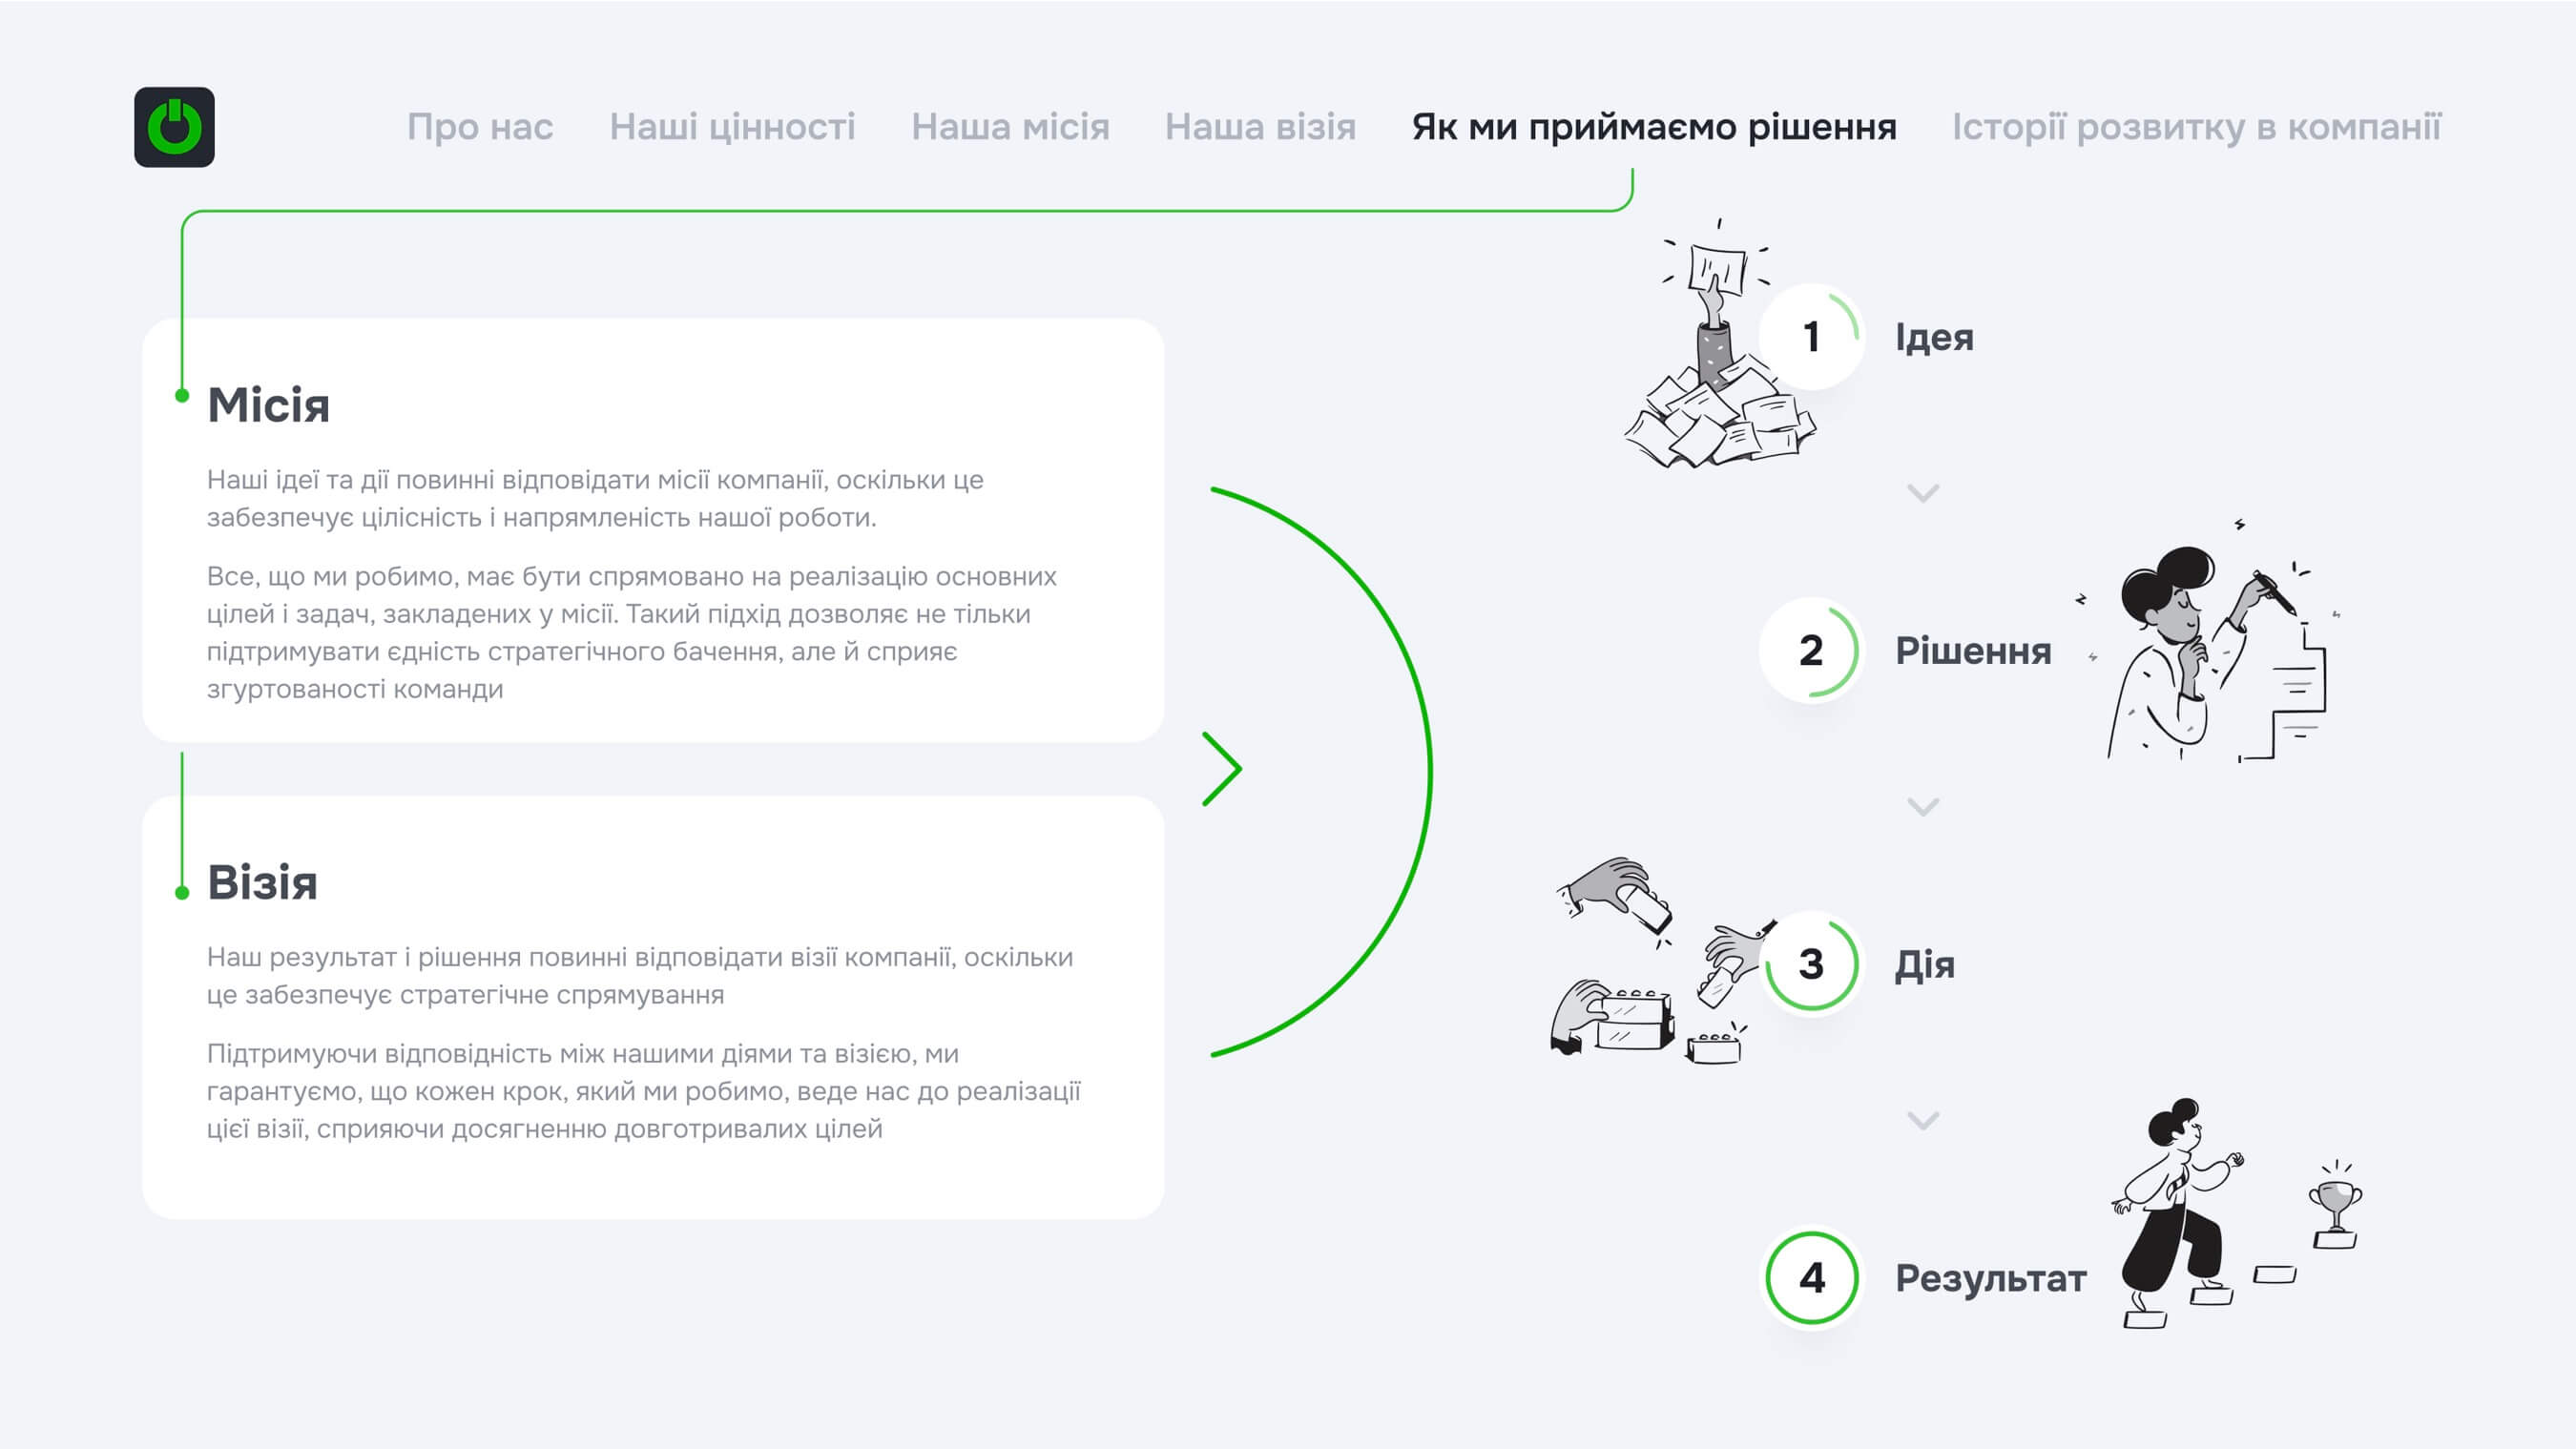 Про нас Наші цінності Наша місія Наша візія Як ми приймаємо рішення Історії розвитку в компанії
Місія
Наші ідеї та дії повинні відповідати місії компанії, оскільки це
забезпечує цілісність і напрямленість нашої роботи.
Все, що ми робимо, має бути спрямовано на реалізацію основних
цілей і задач, закладених у місії. Такий підхід дозволяє не тільки
підтримувати єдність стратегічного бачення, але й сприяє
згуртованості команди
Візія
Наш результат і рішення повинні відповідати візії компанії, оскільки
це забезпечує стратегічне спрямування
Підтримуючи відповідність між нашими діями та візією, ми
гарантуємо, що кожен крок, який ми робимо, веде нас до реалізації
цієї візії, сприяючи досягненню довготривалих цілей
1 Ідея
2 Рішення
3 Дія
4 Результат